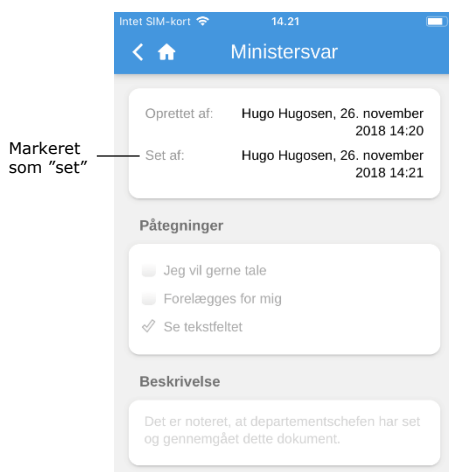 Intet SIM-kort 14.21
Ministersvar
Oprettet af: Hugo Hugosen, 26. november
2018 14:20
Markeret
som ”set”
Set af: Hugo Hugosen, 26. november
2018 14:21
Påtegninger
Jeg vil gerne tale
Forelægges for mig
Se tekstfeltet
Beskrivelse
Det er noteret, at departementschefen har set
og gennemgået dette dokument.